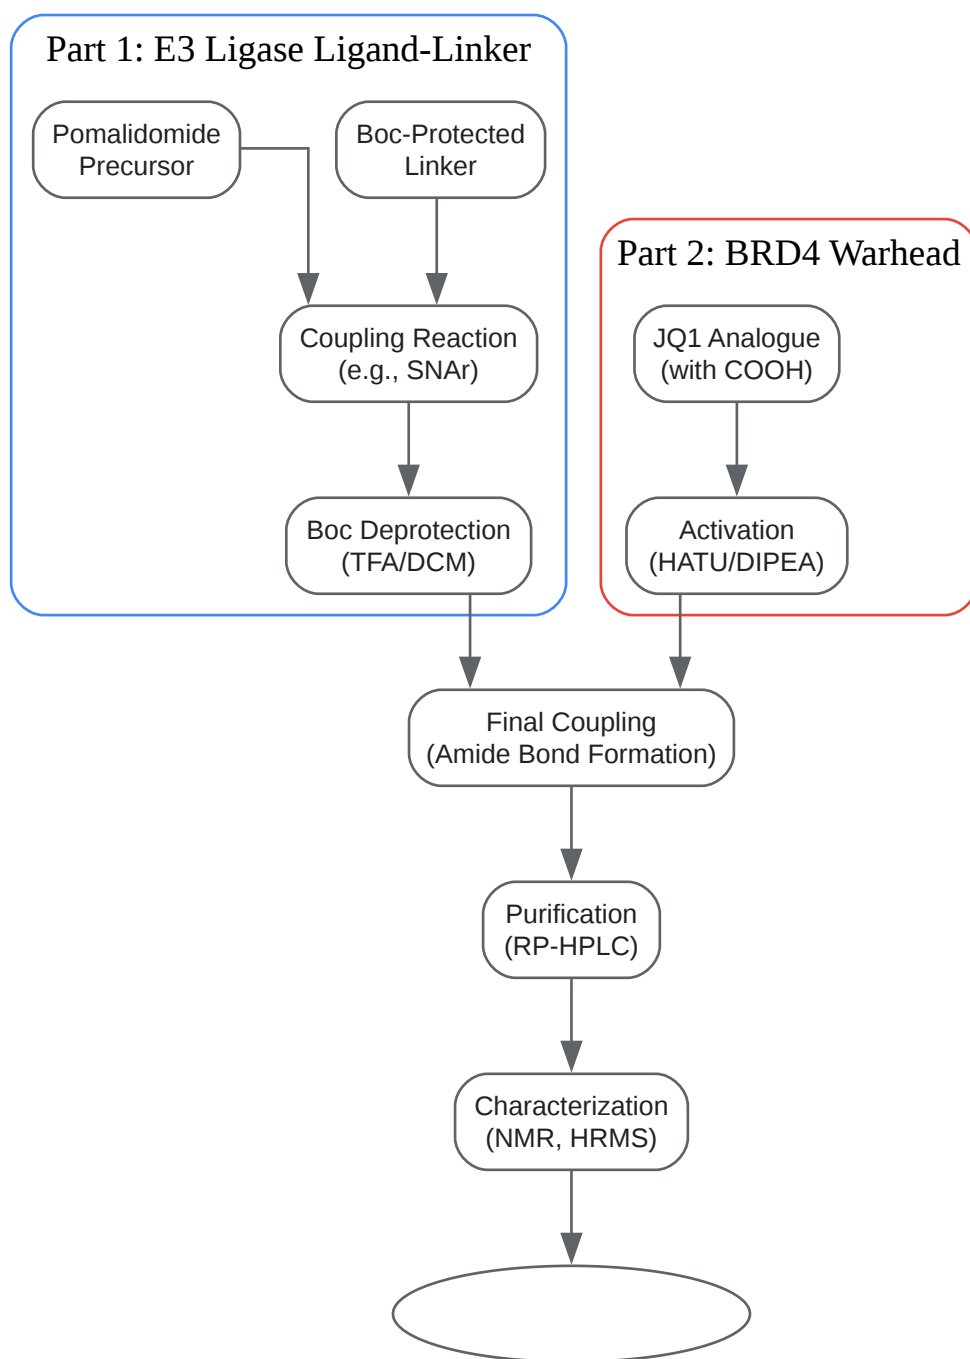 Part 1: E3 Ligase Ligand-Linker
Pomalidomide
Precursor
Boc-Protected
Linker
Coupling Reaction
(e.g., SNAr)
Boc Deprotection
(TFA/DCM)
Part 2: BRD4 Warhead
JQ1 Analogue
(with COOH)
Activation
(HATU/DIPEA)
Final Coupling
(Amide Bond Formation)
Purification
(RP-HPLC)
Characterization
(NMR, HRMS)